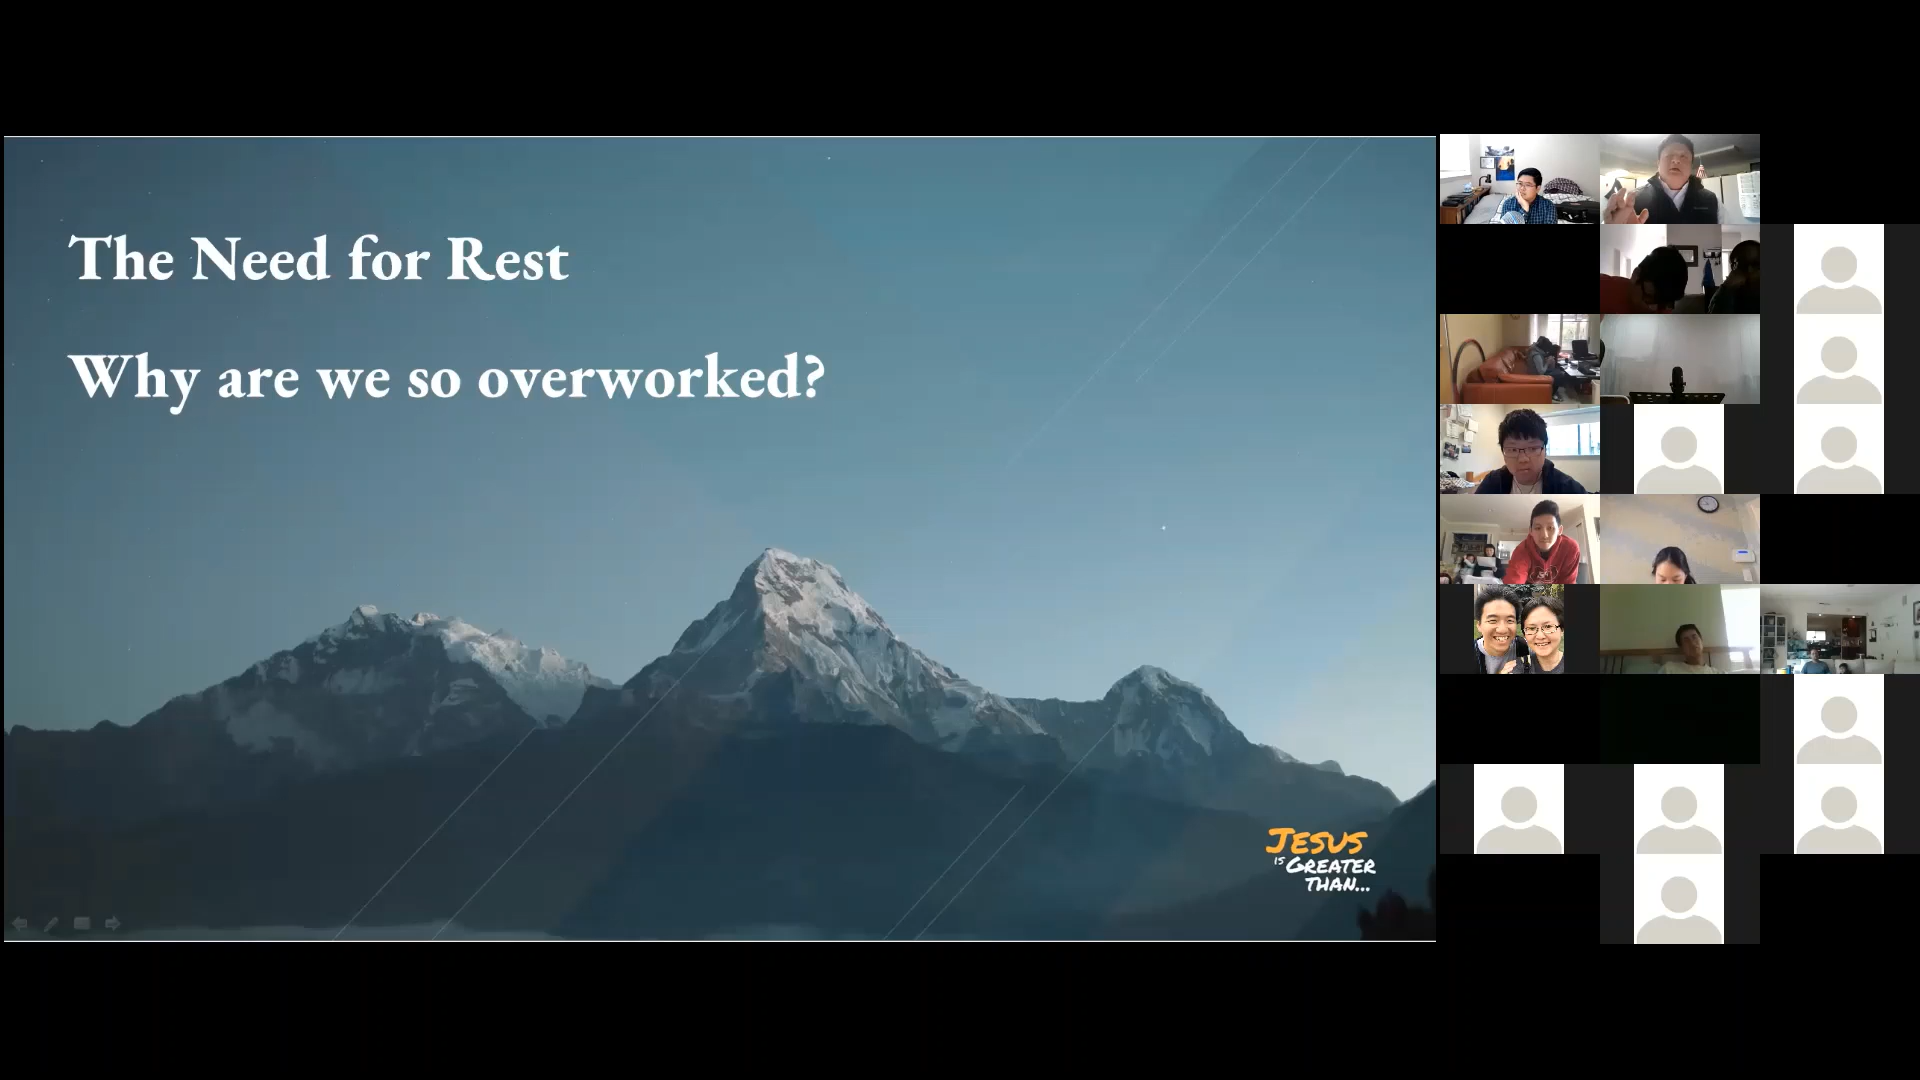 The Need for Rest
Why are we so overworked?
JESUS
IS GREATER
THAN...